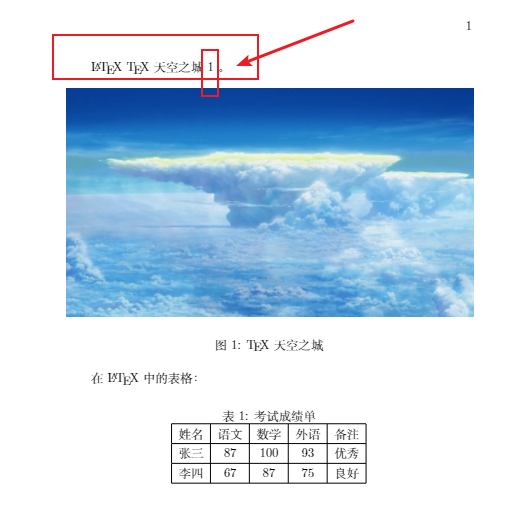 1
LATEX TEX 天空之城 1 。
图 1: TEX 天空之城
在 LATEX 中的表格：
表 1: 考试成绩单
姓名 语文 数学 外语 备注
张三 87 100 93 优秀
李四 67 87 75 良好